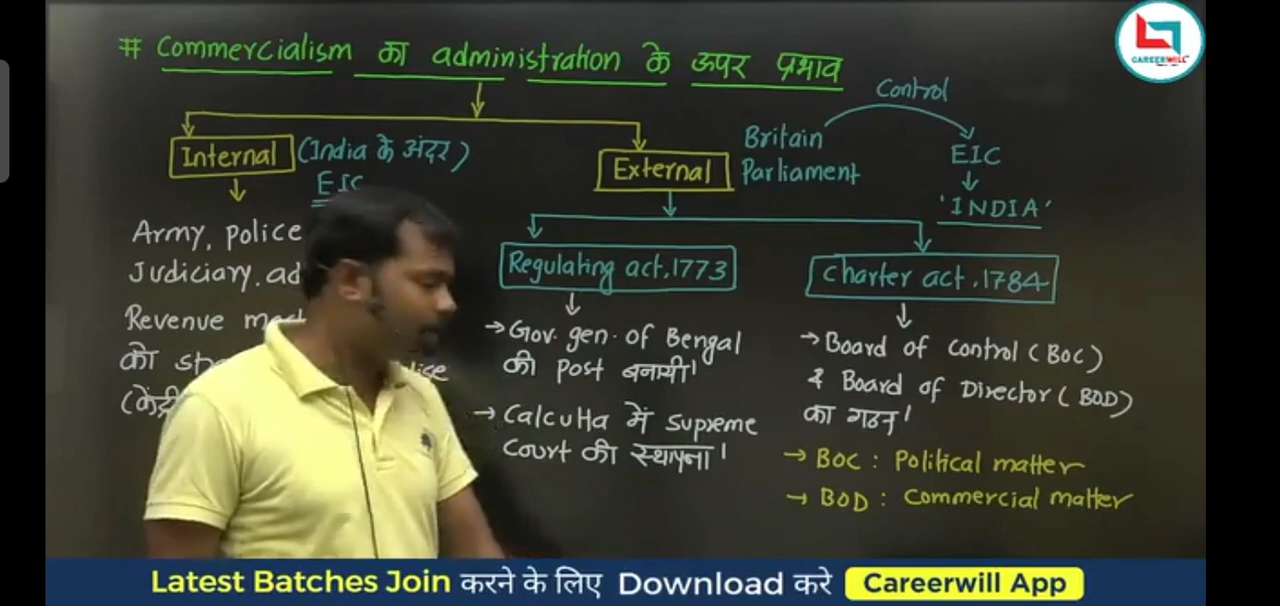 # Commercialism का administration के ऊपर प्रभाव
CAREERWILL
Control
Internal (India के अंदर)
EIC
External
Britain
Parliament
EIC
'INDIA'
Army, police
Judiciary, ad
Revenue
को
Regulating act, 1773
→ Gov. gen. of Bengal
की Post बनायी।
→ Calcutta में Supreme
Court की स्थापना।
Charter act, 1784
→ Board of Control (BOC)
& Board of Director (BOD)
का गठन।
→ BOC : Political matter
→ BOD : Commercial matter
Latest Batches Join करने के लिए Download करे Careerwill App